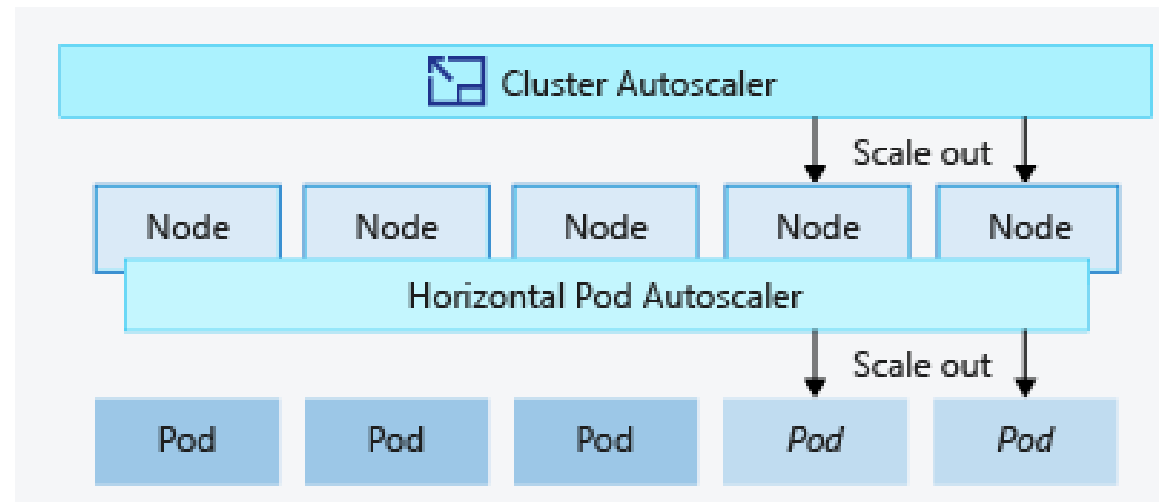 Cluster Autoscaler
Scale out
Node Node Node Node Node
Horizontal Pod Autoscaler
Scale out
Pod Pod Pod Pod Pod